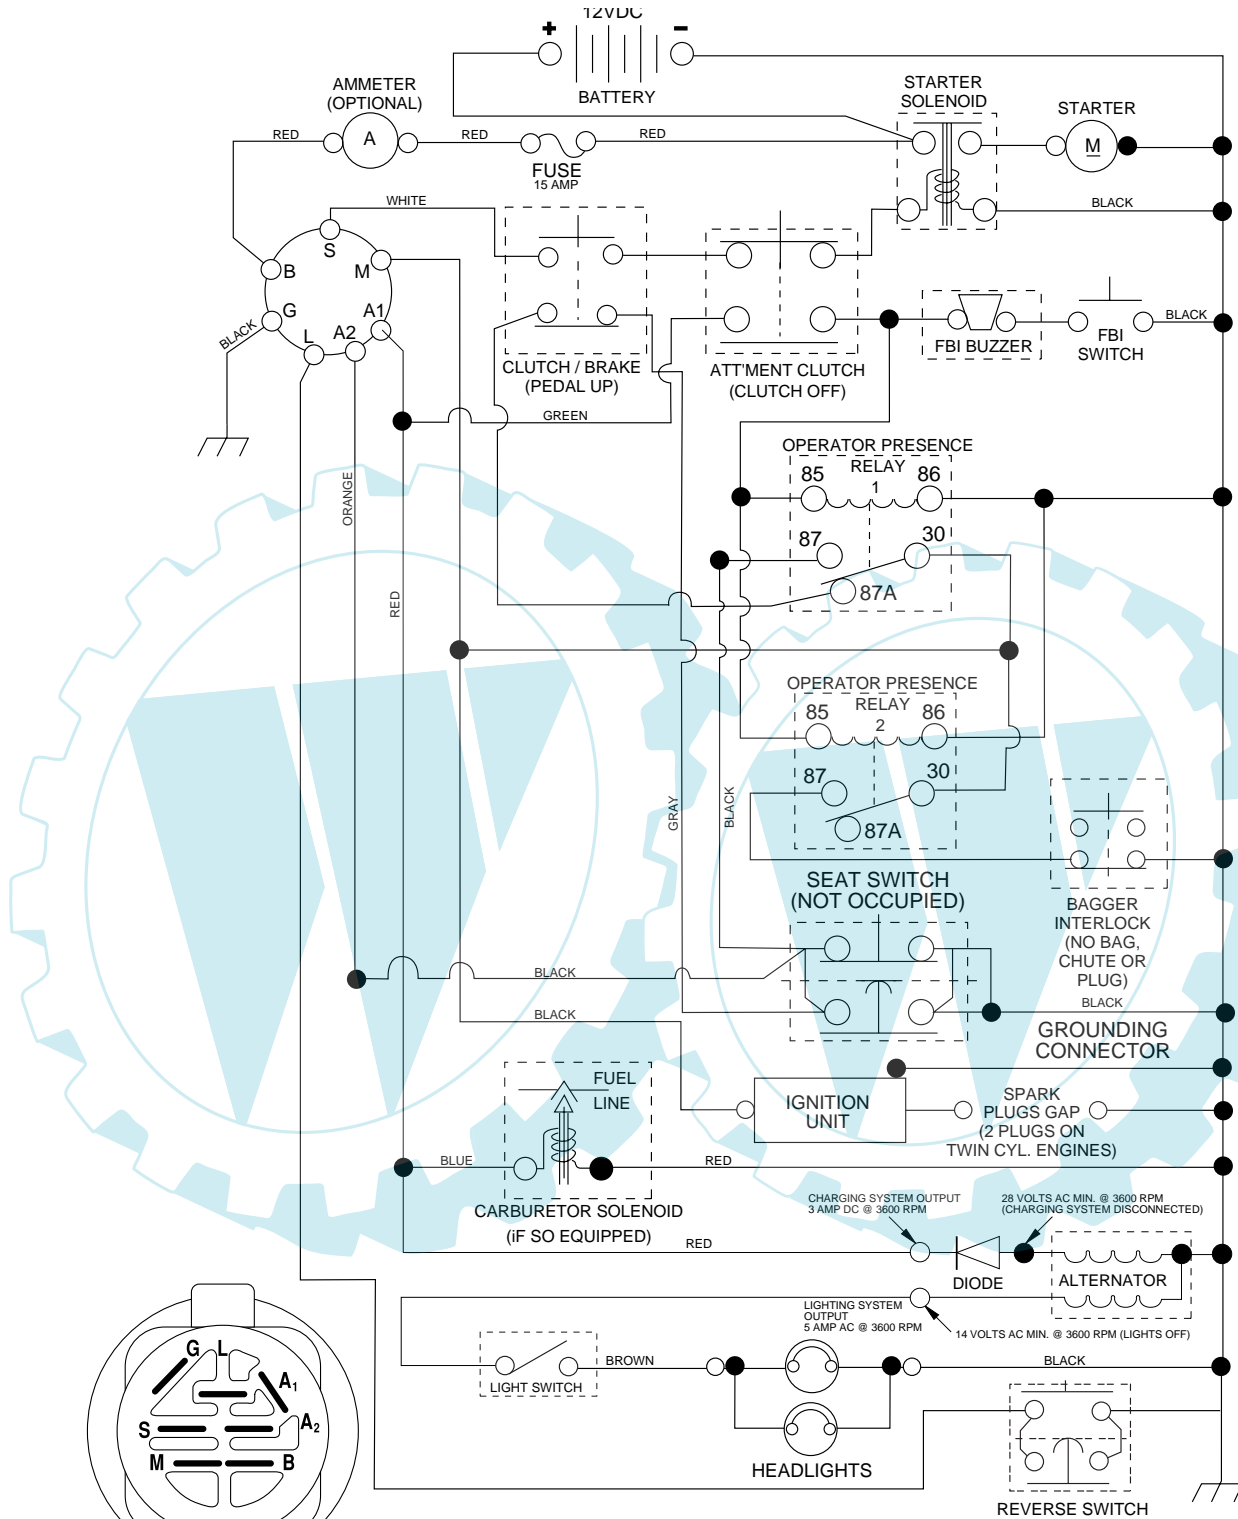 12VDC
+
−
BATTERY
AMMETER
(OPTIONAL)
A
RED
RED
FUSE
15 AMP
RED
STARTER
SOLENOID
STARTER
M
BLACK
WHITE
S
B
M
G
A1
L
A2
BLACK
CLUTCH / BRAKE
(PEDAL UP)
ATT'MENT CLUTCH
(CLUTCH OFF)
FBI BUZZER
FBI
SWITCH
BLACK
GREEN
ORANGE
RED
OPERATOR PRESENCE
RELAY
1
85
86
87
30
87A
OPERATOR PRESENCE
RELAY
2
85
86
87
30
87A
GRAY
BLACK
SEAT SWITCH
(NOT OCCUPIED)
BAGGER
INTERLOCK
(NO BAG,
CHUTE OR
PLUG)
BLACK
BLACK
BLACK
GROUNDING
CONNECTOR
FUEL
LINE
IGNITION
UNIT
SPARK
PLUGS GAP
(2 PLUGS ON
TWIN CYL. ENGINES)
BLUE
RED
CARBURETOR SOLENOID
(iF SO EQUIPPED)
CHARGING SYSTEM OUTPUT
3 AMP DC @ 3600 RPM
28 VOLTS AC MIN. @ 3600 RPM
(CHARGING SYSTEM DISCONNECTED)
RED
DIODE
ALTERNATOR
LIGHTING SYSTEM
OUTPUT
5 AMP AC @ 3600 RPM
14 VOLTS AC MIN. @ 3600 RPM (LIGHTS OFF)
LIGHT SWITCH
BROWN
BLACK
HEADLIGHTS
REVERSE SWITCH
G
L
A1
A2
S
M
B